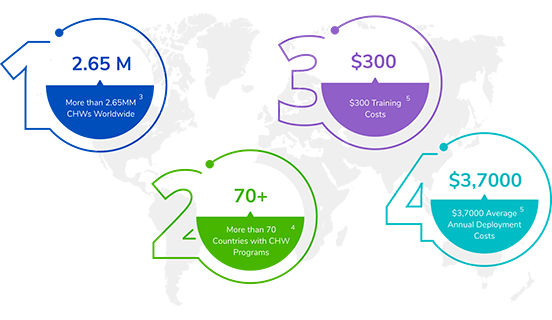 1
2.65 M
More than 2.65MM 3
CHWs Worldwide
2
70+
More than 70 4
Countries with CHW
Programs
3
$300
$300 Training 5
Costs
4
$3,7000
$3,7000 Average 5
Annual Deployment
Costs